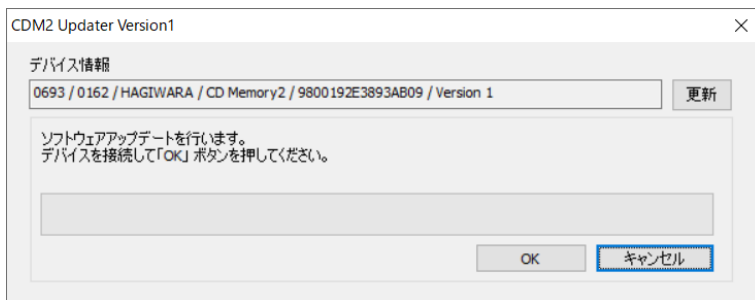 CDM2 Updater Version1
デバイス情報
0693 / 0162 / HAGIWARA / CD Memory2 / 9800192E3893AB09 / Version 1
更新
ソフトウェアアップデートを行います。
デバイスを接続して「OK」ボタンを押してください。
OK
キャンセル